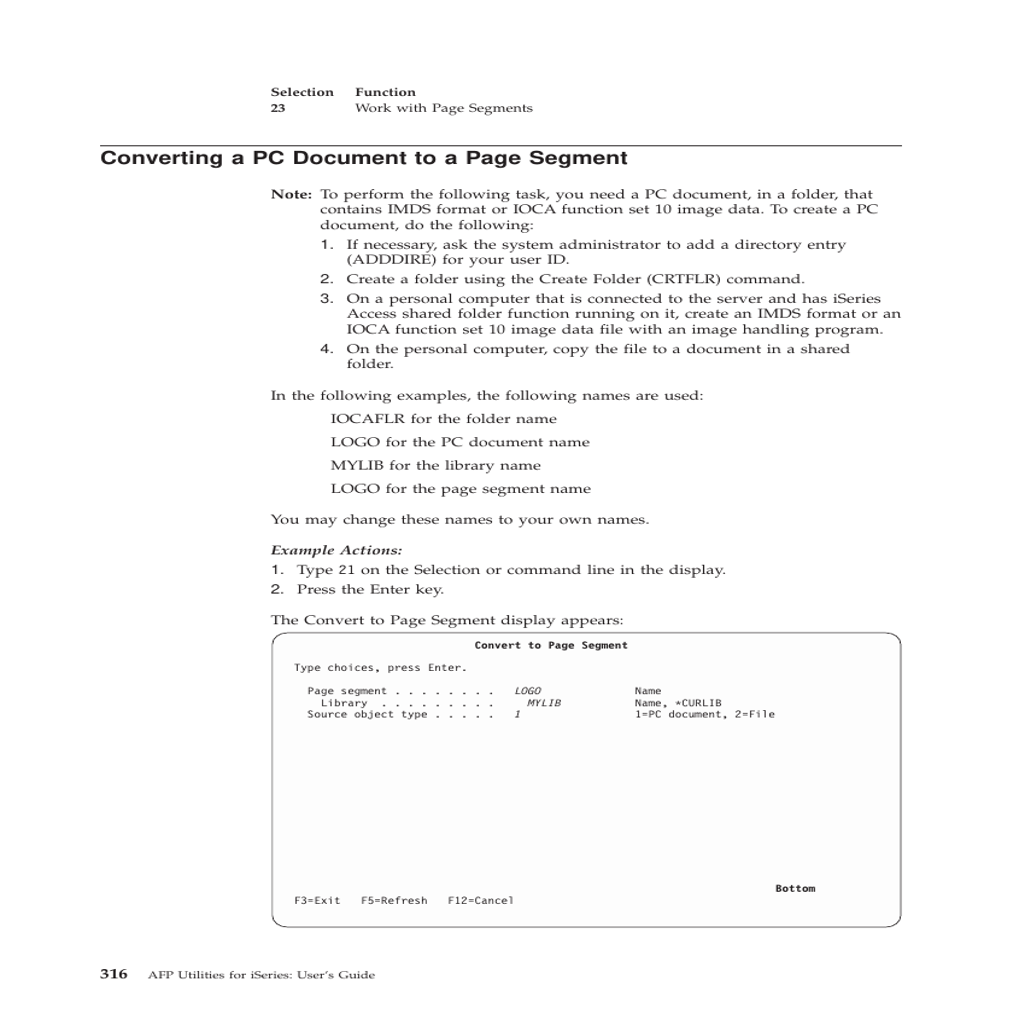 Selection Function
23 Work with Page Segments
Converting a PC Document to a Page Segment
Note: To perform the following task, you need a PC document, in a folder, that
contains IMDS format or IOCA function set 10 image data. To create a PC
document, do the following:
1. If necessary, ask the system administrator to add a directory entry
(ADDDIRE) for your user ID.
2. Create a folder using the Create Folder (CRTFLR) command.
3. On a personal computer that is connected to the server and has iSeries
Access shared folder function running on it, create an IMDS format or an
IOCA function set 10 image data file with an image handling program.
4. On the personal computer, copy the file to a document in a shared
folder.
In the following examples, the following names are used:
IOCAFLR for the folder name
LOGO for the PC document name
MYLIB for the library name
LOGO for the page segment name
You may change these names to your own names.
Example Actions:
1. Type 21 on the Selection or command line in the display.
2. Press the Enter key.
The Convert to Page Segment display appears:
Convert to Page Segment
Type choices, press Enter.
Page segment . . . . . . . . LOGO Name
Library . . . . . . . . . MYLIB Name, *CURLIB
Source object type . . . . . 1 1=PC document, 2=File
Bottom
F3=Exit F5=Refresh F12=Cancel
316 AFP Utilities for iSeries: User's Guide